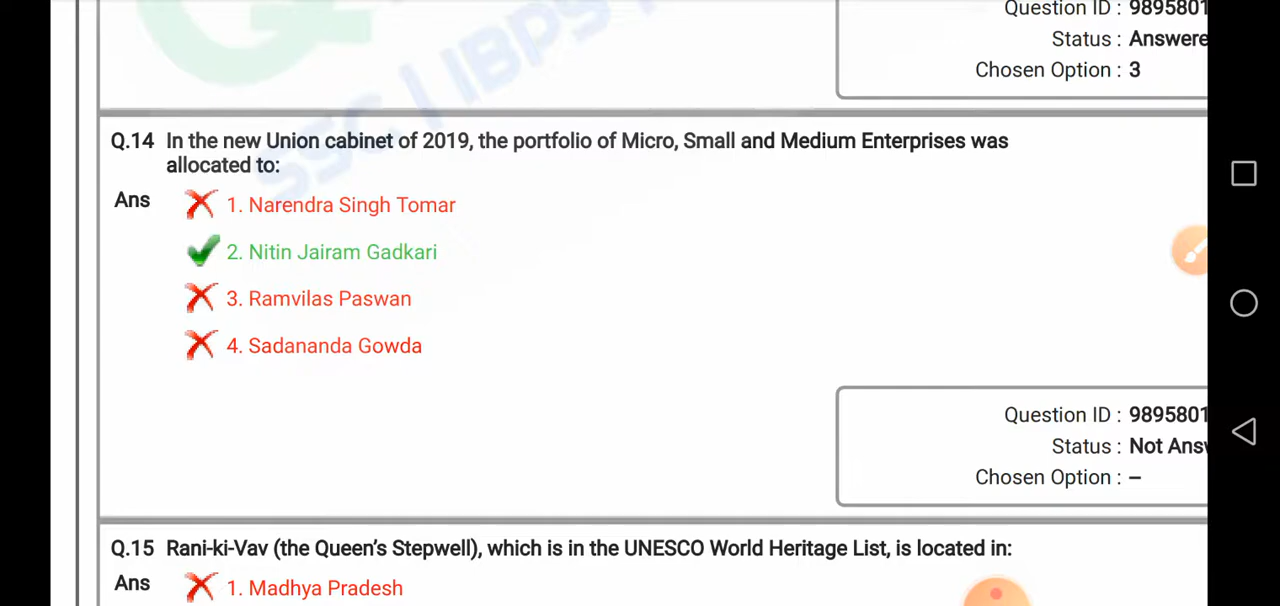 Question ID : 9895801
Status : Answere
Chosen Option : 3
SSC | IBPS
Q.14 In the new Union cabinet of 2019, the portfolio of Micro, Small and Medium Enterprises was
allocated to:
Ans 1. Narendra Singh Tomar
2. Nitin Jairam Gadkari
3. Ramvilas Paswan
4. Sadananda Gowda
Question ID : 9895801
Status : Not Ans
Chosen Option : –
Q.15 Rani-ki-Vav (the Queen's Stepwell), which is in the UNESCO World Heritage List, is located in:
Ans 1. Madhya Pradesh